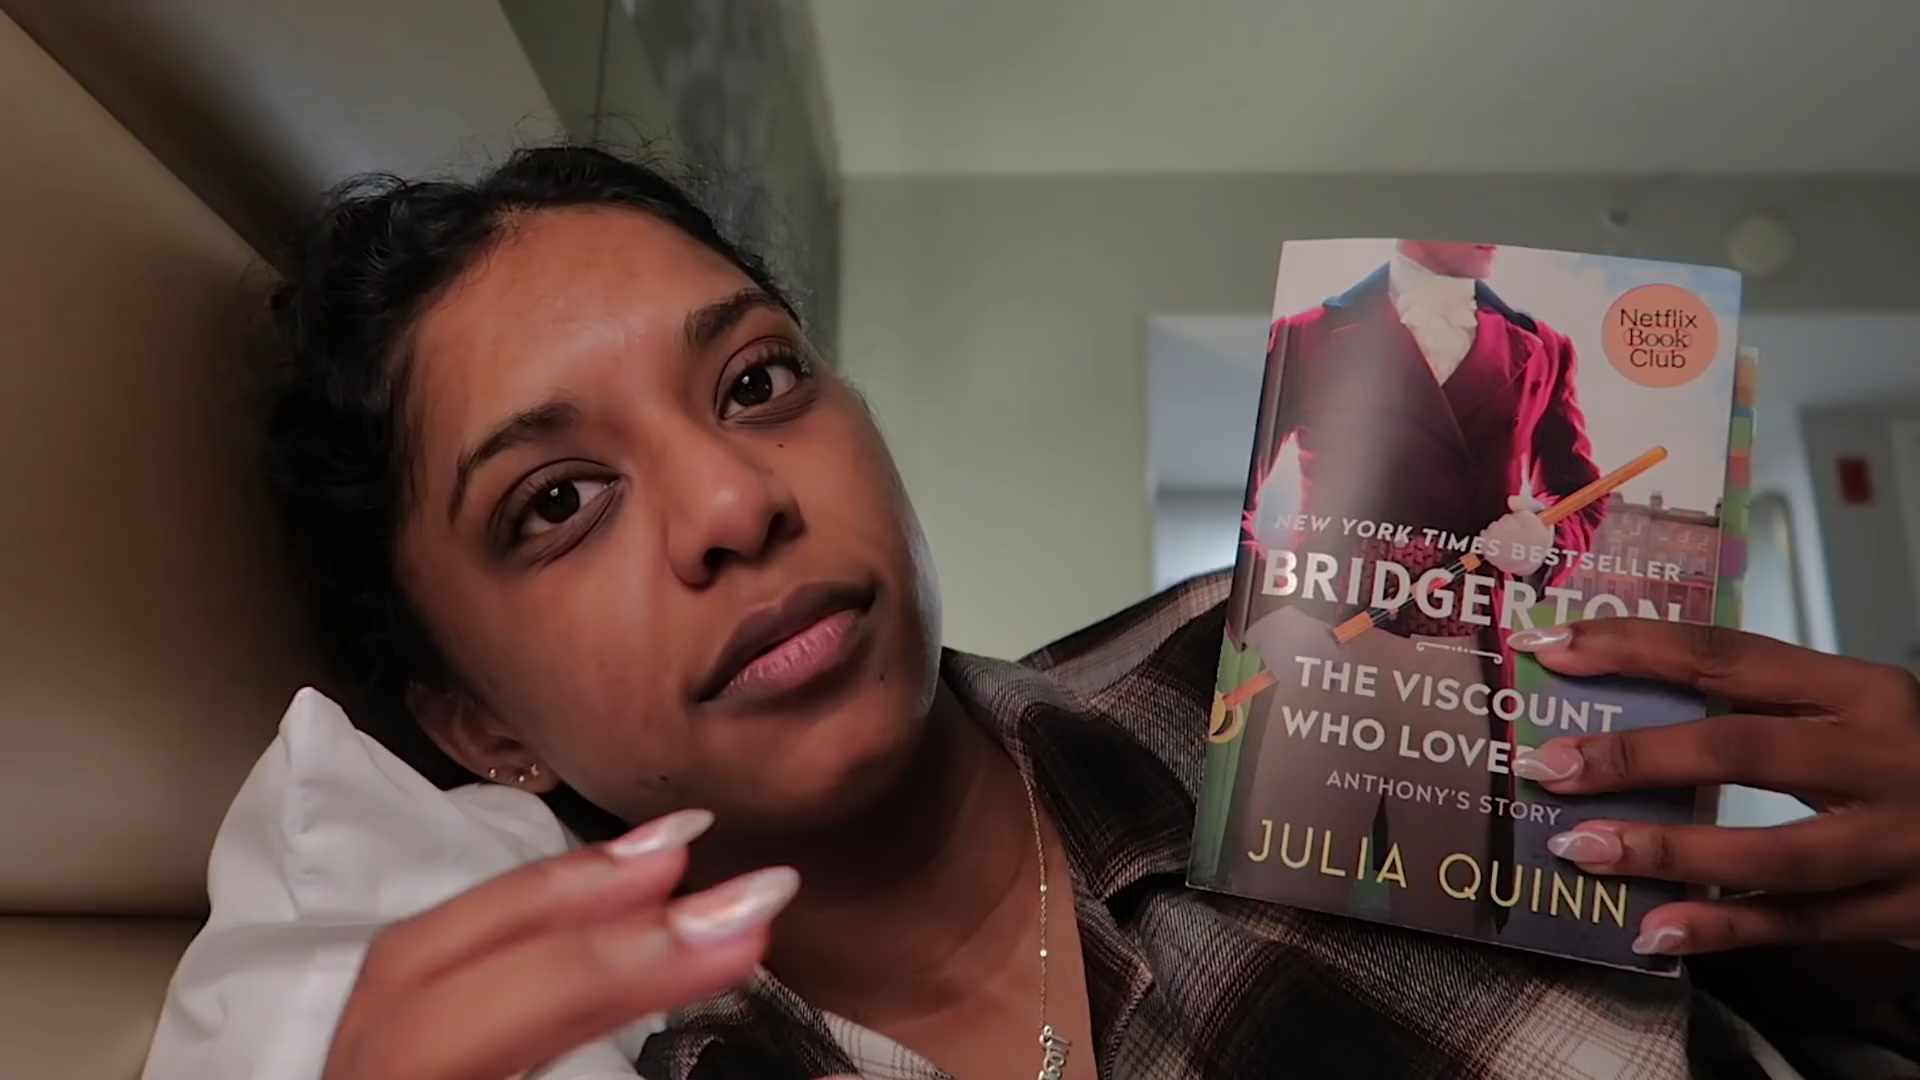 Netflix
Book
Club
NEW YORK TIMES BESTSELLER
BRIDGERTON
THE VISCOUNT
WHO LOVE
ANTHONY'S STORY
JULIA QUINN